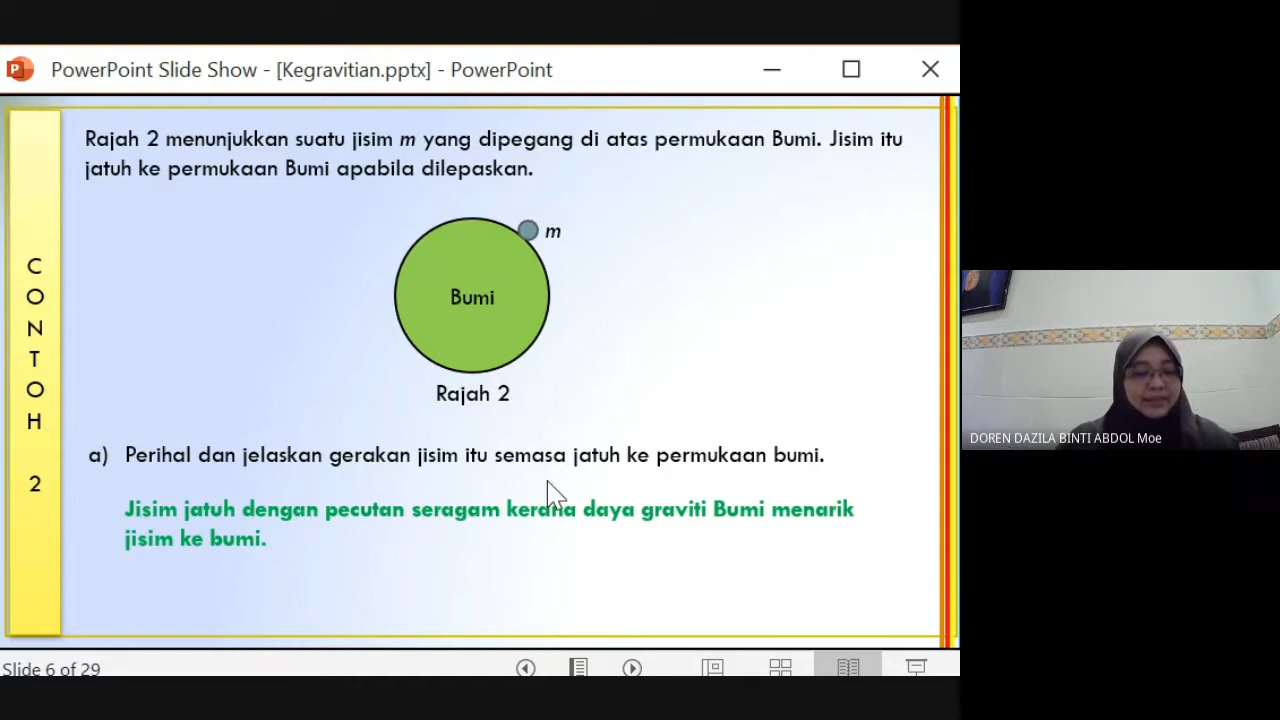 PowerPoint Slide Show - [Kegravitian.pptx] - PowerPoint
Rajah 2 menunjukkan suatu jisim m yang dipegang di atas permukaan Bumi. Jisim itu
jatuh ke permukaan Bumi apabila dilepaskan.
m
Bumi
Rajah 2
CONTOH
2
a) Perihal dan jelaskan gerakan jisim itu semasa jatuh ke permukaan bumi.
Jisim jatuh dengan pecutan seragam kerana daya graviti Bumi menarik
jisim ke bumi.
Slide 6 of 29
DOREN DAZILA BINTI ABDOL Moe